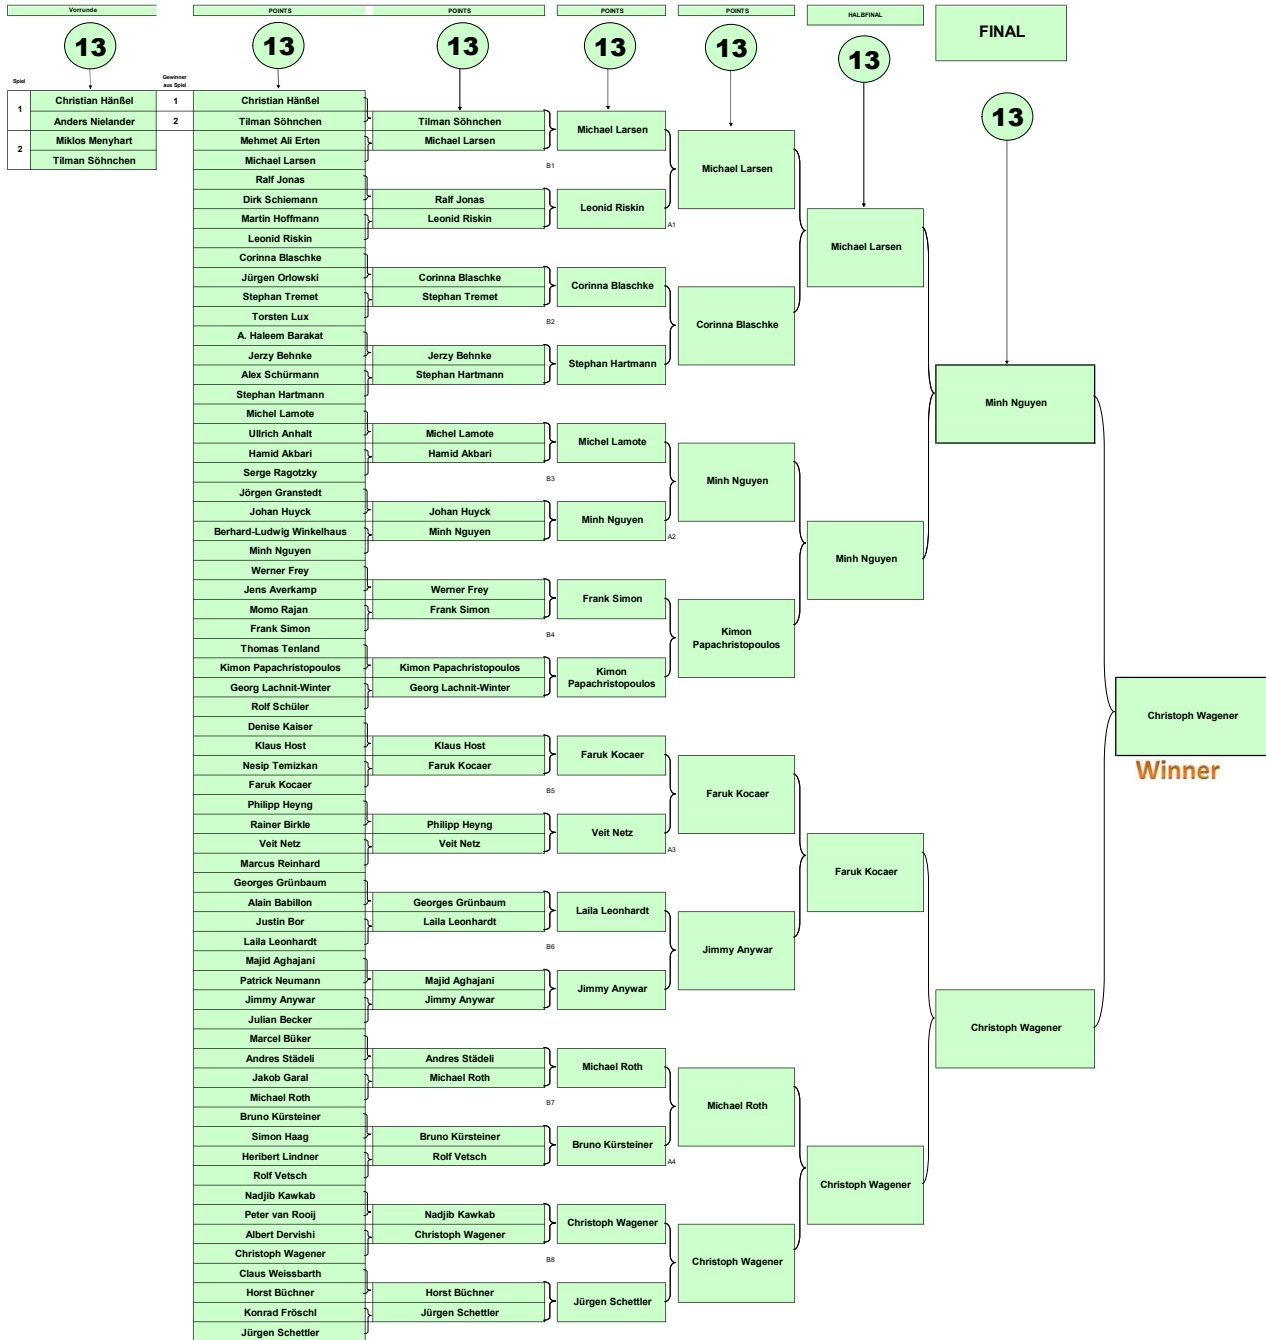 Vorrunde
POINTS
POINTS
POINTS
POINTS
HALBFINAL
FINAL
13
13
13
13
13
13
13
Spiel
Gewinner
aus Spiel
1
Christian Hänßel
Anders Nielander
2
Miklos Menyhart
Tilman Söhnchen
1
2
Christian Hänßel
Tilman Söhnchen
Mehmet Ali Erten
Michael Larsen
Ralf Jonas
Dirk Schiemann
Martin Hoffmann
Leonid Riskin
Corinna Blaschke
Jürgen Orlowski
Stephan Tremet
Torsten Lux
A. Haleem Barakat
Jerzy Behnke
Alex Schürmann
Stephan Hartmann
Michel Lamote
Ullrich Anhalt
Hamid Akbari
Serge Ragotzky
Jörgen Granstedt
Johan Huyck
Berhard-Ludwig Winkelhaus
Minh Nguyen
Werner Frey
Jens Averkamp
Momo Rajan
Frank Simon
Thomas Tenland
Kimon Papachristopoulos
Georg Lachnit-Winter
Rolf Schüler
Denise Kaiser
Klaus Host
Nesip Temizkan
Faruk Kocaer
Philipp Heyng
Rainer Birkle
Veit Netz
Marcus Reinhard
Georges Grünbaum
Alain Babillon
Justin Bor
Laila Leonhardt
Majid Aghajani
Patrick Neumann
Jimmy Anywar
Julian Becker
Marcel Büker
Andres Städeli
Jakob Garal
Michael Roth
Bruno Kürsteiner
Simon Haag
Heribert Lindner
Rolf Vetsch
Nadjib Kawkab
Peter van Rooij
Albert Dervishi
Christoph Wagener
Claus Weissbarth
Horst Büchner
Konrad Fröschl
Jürgen Schettler
Tilman Söhnchen
Michael Larsen
Ralf Jonas
Leonid Riskin
Corinna Blaschke
Stephan Tremet
Jerzy Behnke
Stephan Hartmann
Michel Lamote
Hamid Akbari
Johan Huyck
Minh Nguyen
Werner Frey
Frank Simon
Kimon Papachristopoulos
Georg Lachnit-Winter
Klaus Host
Faruk Kocaer
Philipp Heyng
Veit Netz
Georges Grünbaum
Laila Leonhardt
Majid Aghajani
Jimmy Anywar
Andres Städeli
Michael Roth
Bruno Kürsteiner
Rolf Vetsch
Nadjib Kawkab
Christoph Wagener
Horst Büchner
Jürgen Schettler
B1
B2
B3
B4
B5
B6
B7
B8
Michael Larsen
Leonid Riskin
Corinna Blaschke
Stephan Hartmann
Michel Lamote
Minh Nguyen
Frank Simon
Kimon
Papachristopoulos
Faruk Kocaer
Veit Netz
Laila Leonhardt
Jimmy Anywar
Michael Roth
Bruno Kürsteiner
Christoph Wagener
Jürgen Schettler
A1
A2
A3
A4
Michael Larsen
Corinna Blaschke
Minh Nguyen
Kimon
Papachristopoulos
Faruk Kocaer
Jimmy Anywar
Michael Roth
Christoph Wagener
Michael Larsen
Minh Nguyen
Faruk Kocaer
Christoph Wagener
Minh Nguyen
Christoph Wagener
Christoph Wagener
Winner